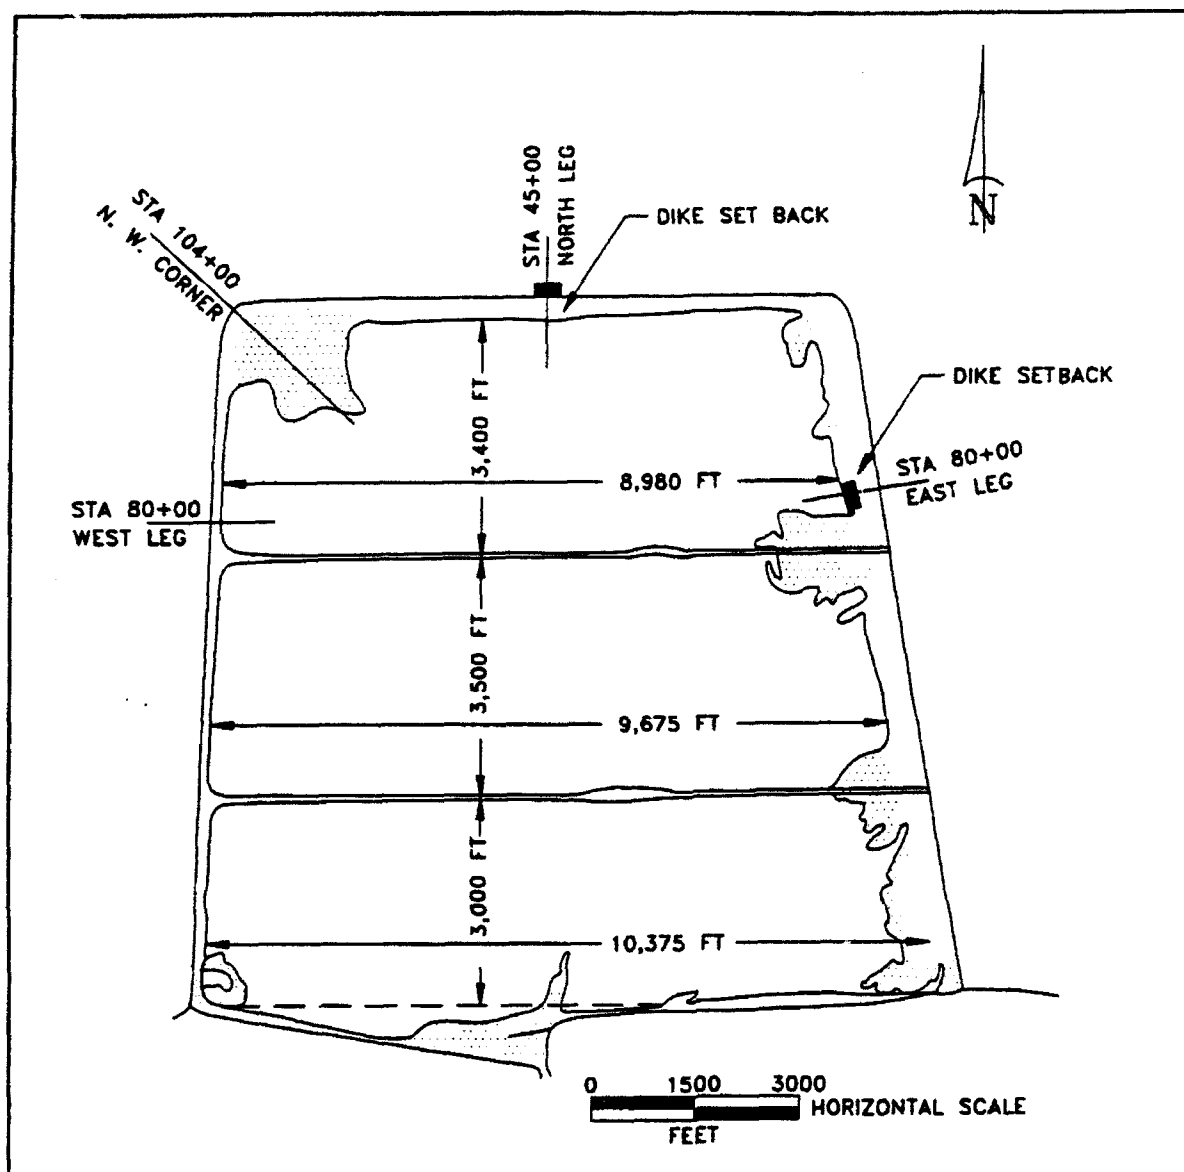 N
STA 45+00
NORTH LEG
DIKE SET BACK
STA 104+00
N. W. CORNER
DIKE SETBACK
3,400 FT
8,980 FT
STA 80+00
EAST LEG
STA 80+00
WEST LEG
3,500 FT
9,675 FT
3,000 FT
10,375 FT
0 1500 3000
HORIZONTAL SCALE
FEET